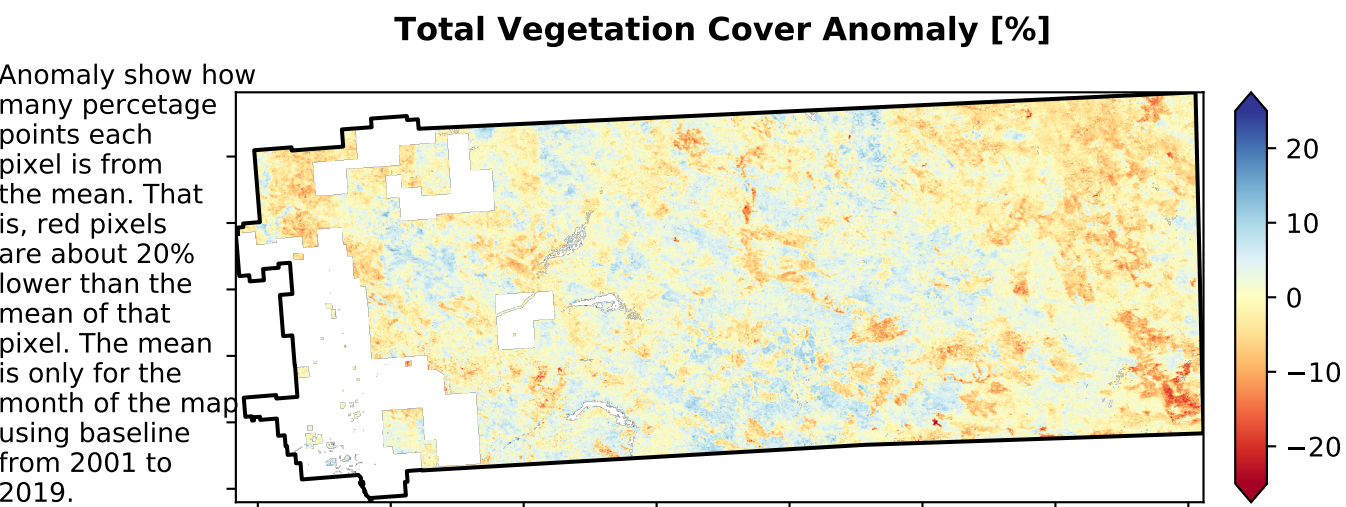 Total Vegetation Cover Anomaly [%]
Anomaly show how
many percetage
points each
pixel is from
the mean. That
is, red pixels
are about 20%
lower than the
mean of that
pixel. The mean
is only for the
month of the map
using baseline
from 2001 to
2019.
20
10
0
−10
−20